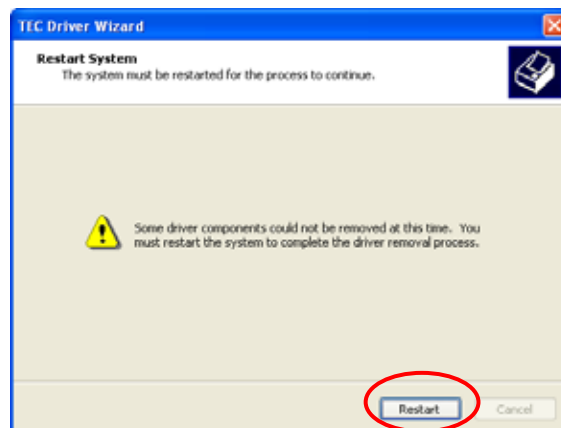 TEC Driver Wizard
Restart System
The system must be restarted for the process to continue.
Some driver components could not be removed at this time. You
must restart the system to complete the driver removal process.
Restart
Cancel